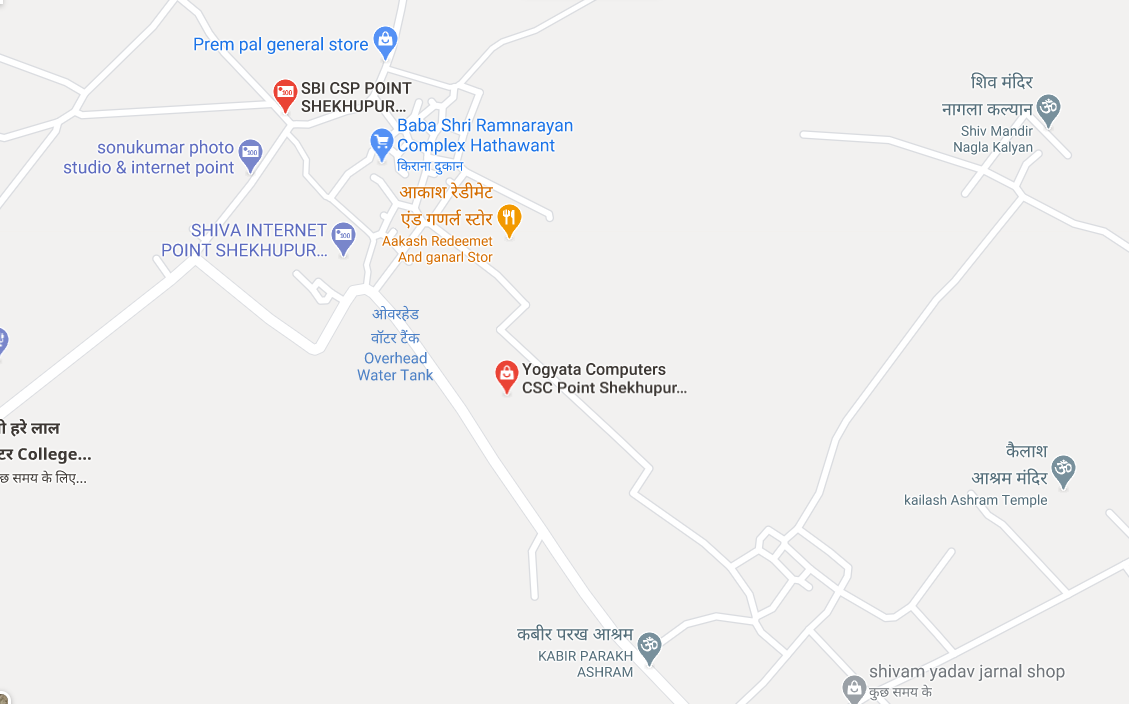 Prem pal general store
SBI CSP POINT
SHEKHUPUR...
शिव मंदिर
नागला कल्यान
Shiv Mandir
Nagla Kalyan
Baba Shri Ramnarayan
Complex Hathawant
किराना दुकान
sonukumar photo
studio & internet point
आकाश रेडीमेट
एंड गणर्ल स्टोर
Aakash Redeemet
And ganarl Stor
SHIVA INTERNET
POINT SHEKHUPUR...
ओवरहेड
वॉटर टैंक
Overhead
Water Tank
Yogyata Computers
CSC Point Shekhupur...
हरे लाल
College...
समय के लिए...
कैलाश
आश्रम मंदिर
kailash Ashram Temple
कबीर परख आश्रम
KABIR PARAKH
ASHRAM
shivam yadav jarnal shop
कुछ समय के